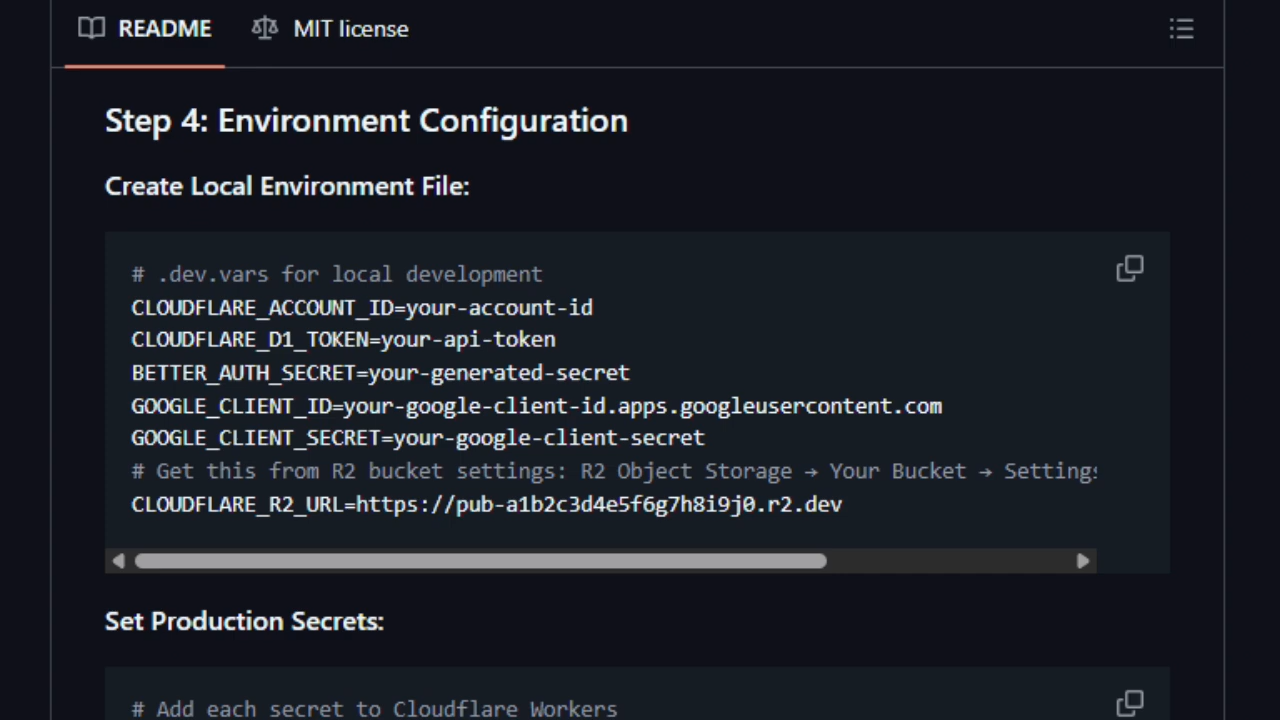 README
MIT license
Step 4: Environment Configuration
Create Local Environment File:
# .dev.vars for local development
CLOUDFLARE_ACCOUNT_ID=your-account-id
CLOUDFLARE_D1_TOKEN=your-api-token
BETTER_AUTH_SECRET=your-generated-secret
GOOGLE_CLIENT_ID=your-google-client-id.apps.googleusercontent.com
GOOGLE_CLIENT_SECRET=your-google-client-secret
# Get this from R2 bucket settings: R2 Object Storage → Your Bucket → Settings
CLOUDFLARE_R2_URL=https://pub-a1b2c3d4e5f6g7h8i9j0.r2.dev
Set Production Secrets:
# Add each secret to Cloudflare Workers